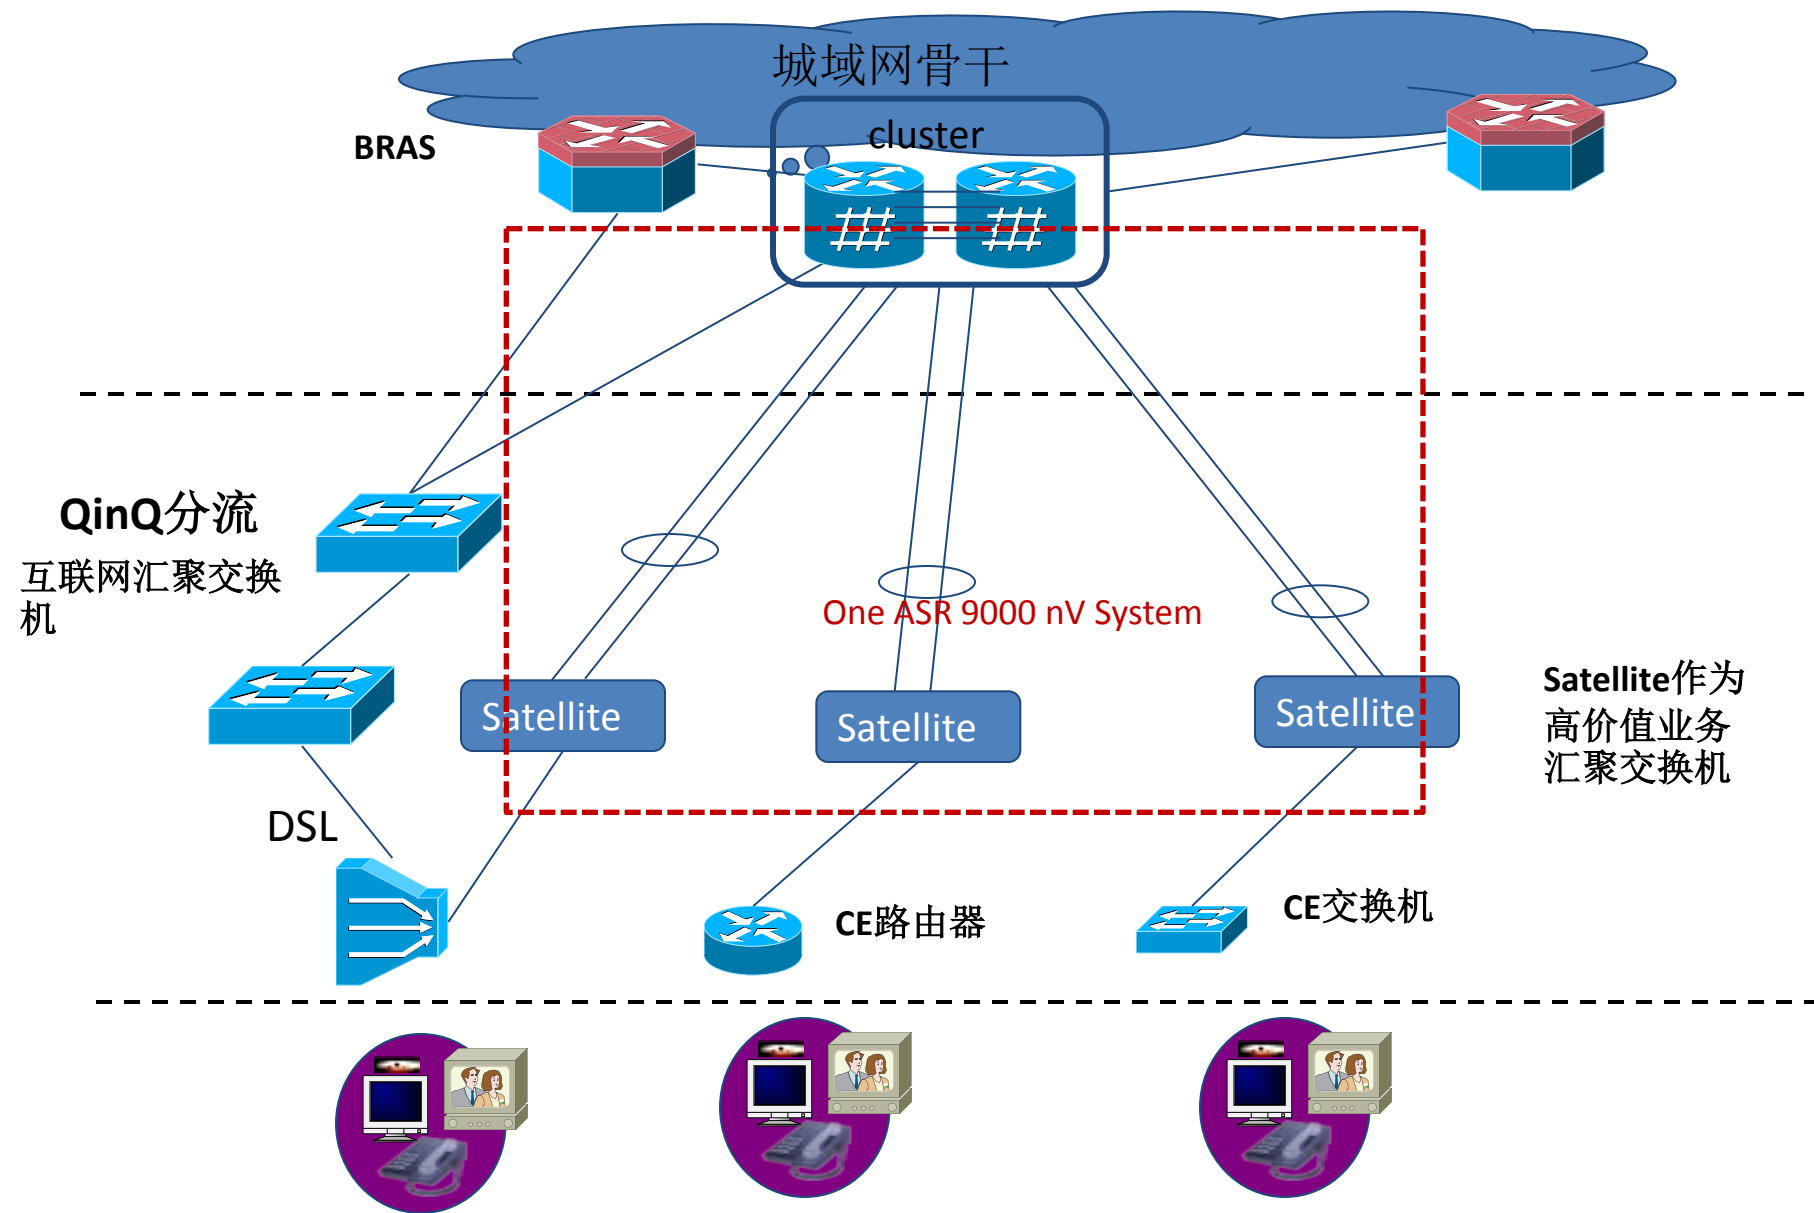 城域网骨干
cluster
BRAS
QinQ分流
互联网汇聚交换
机
One ASR 9000 nV System
Satellite
Satellite
Satellite
Satellite作为
高价值业务
汇聚交换机
DSL
CE路由器
CE交换机